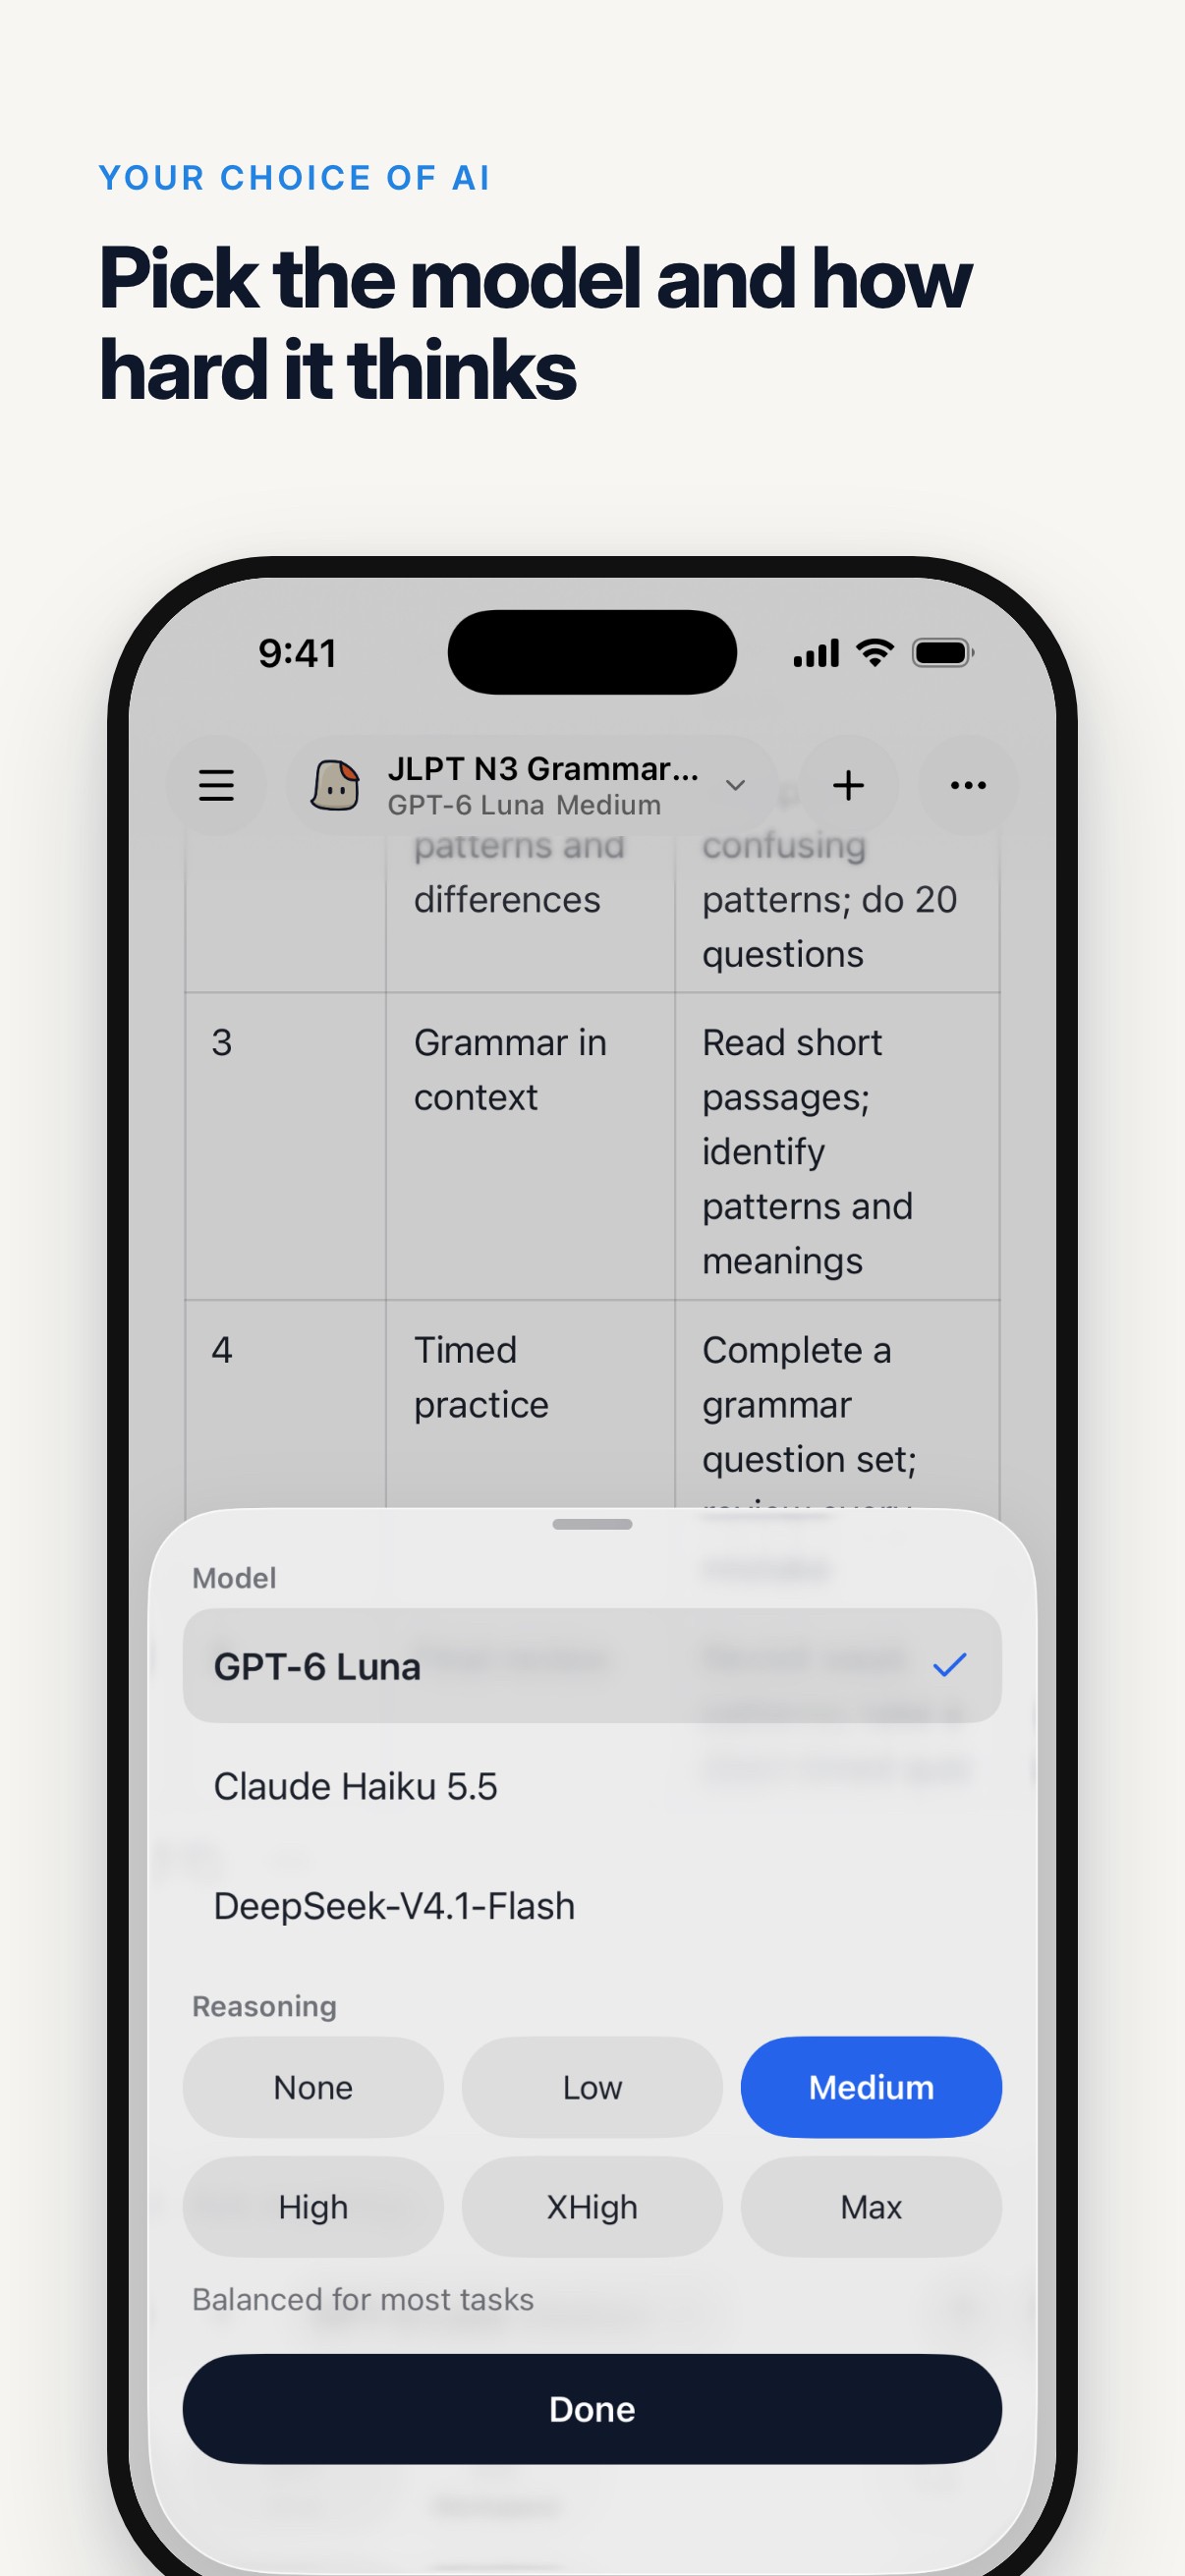 YOUR CHOICE OF AI
Pick the model and how
hard it thinks
9:41
JLPT N3 Grammar...
GPT-6 Luna Medium
patterns and
differences
confusing
patterns; do 20
questions
3
Grammar in
context
Read short
passages;
identify
patterns and
meanings
4
Timed
practice
Complete a
grammar
question set;
Model
GPT-6 Luna
Claude Haiku 5.5
DeepSeek-V4.1-Flash
Reasoning
None
Low
Medium
High
XHigh
Max
Balanced for most tasks
Done